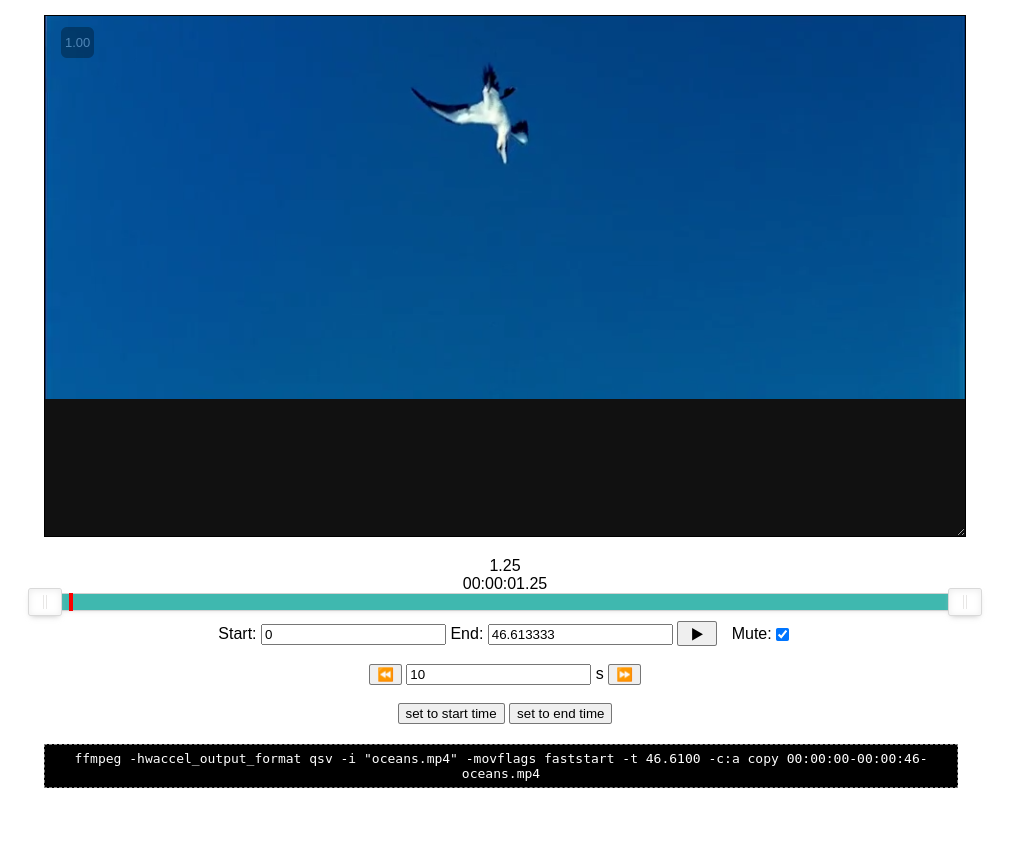 1.00
1.25
00:00:01.25
Start: 0 End: 46.613333 ▶ Mute:
⏪ 10 s ⏩
set to start time set to end time
ffmpeg -hwaccel_output_format qsv -i "oceans.mp4" -movflags faststart -t 46.6100 -c:a copy 00:00:00-00:00:46-
oceans.mp4